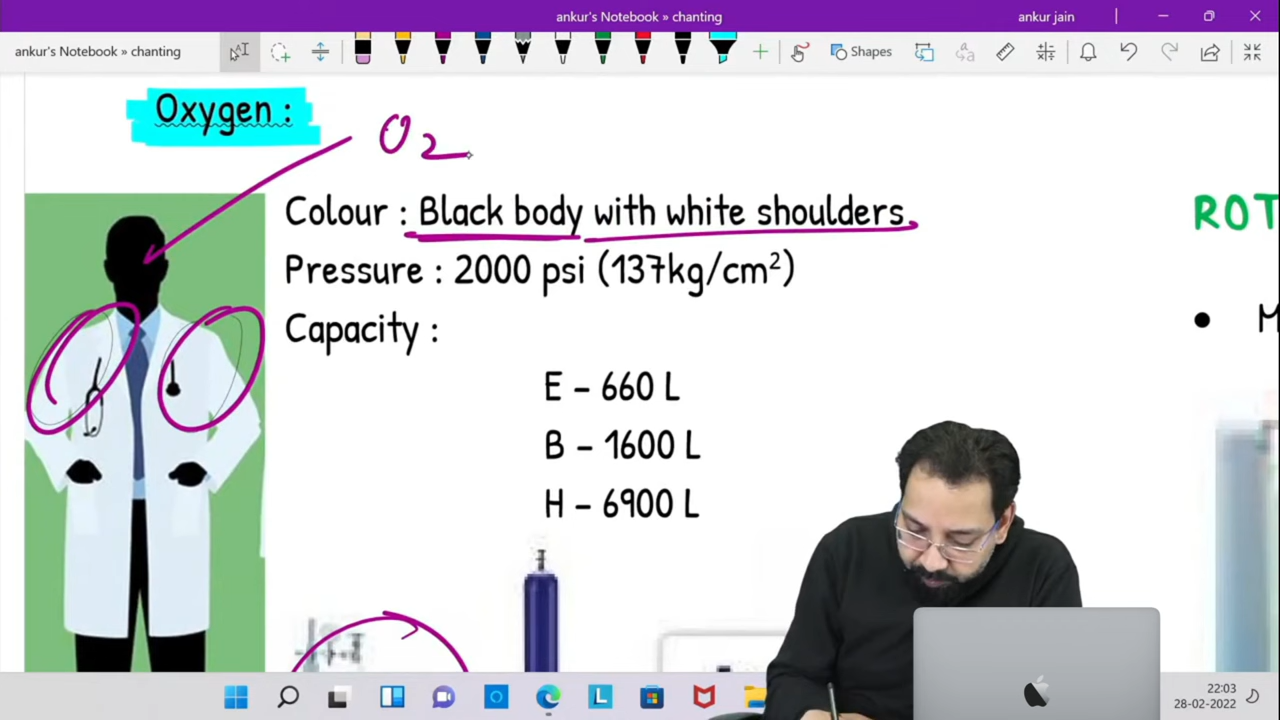 ankur's Notebook » chanting
ankur jain
ankur's Notebook » chanting
Shapes
Oxygen :
O2
Colour : Black body with white shoulders.
Pressure : 2000 psi (137kg/cm²)
Capacity :
E – 660 L
B – 1600 L
H – 6900 L
ROT
• M
22:03
28-02-2022